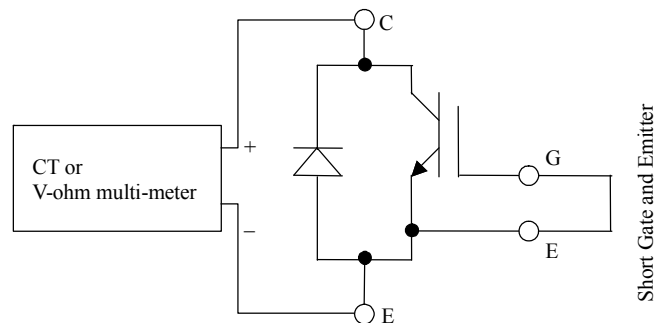 C
+
CT or
V-ohm multi-meter
G
Short Gate and Emitter
–
E
E